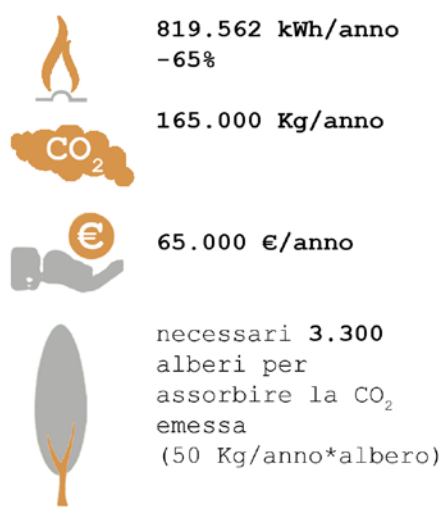 819.562 kWh/anno
-65%
CO₂
165.000 Kg/anno
€
65.000 €/anno
necessari 3.300
alberi per
assorbire la CO₂
emessa
(50 Kg/anno*albero)